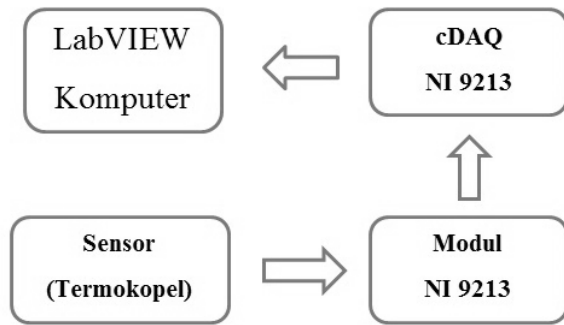 LabVIEW
Komputer
cDAQ
NI 9213
Sensor
(Termokopel)
Modul
NI 9213